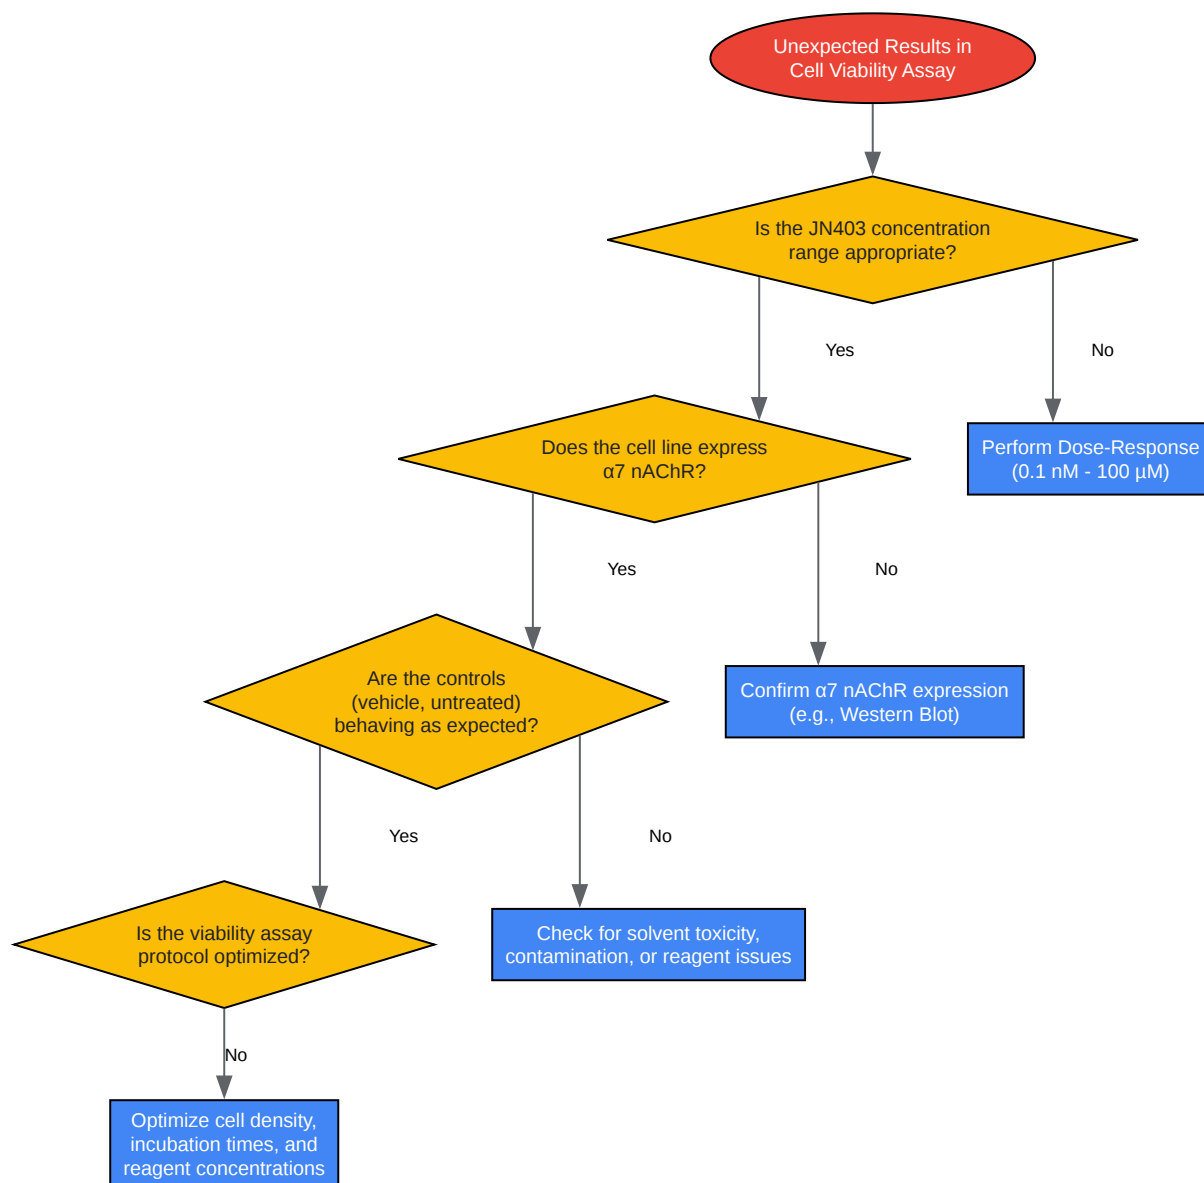 Unexpected Results in
Cell Viability Assay
Is the JN403 concentration
range appropriate?
Yes
No
Does the cell line express
α7 nAChR?
Perform Dose-Response
(0.1 nM - 100 µM)
Yes
No
Are the controls
(vehicle, untreated)
behaving as expected?
Confirm α7 nAChR expression
(e.g., Western Blot)
Yes
No
Is the viability assay
protocol optimized?
Check for solvent toxicity,
contamination, or reagent issues
No
Optimize cell density,
incubation times, and
reagent concentrations